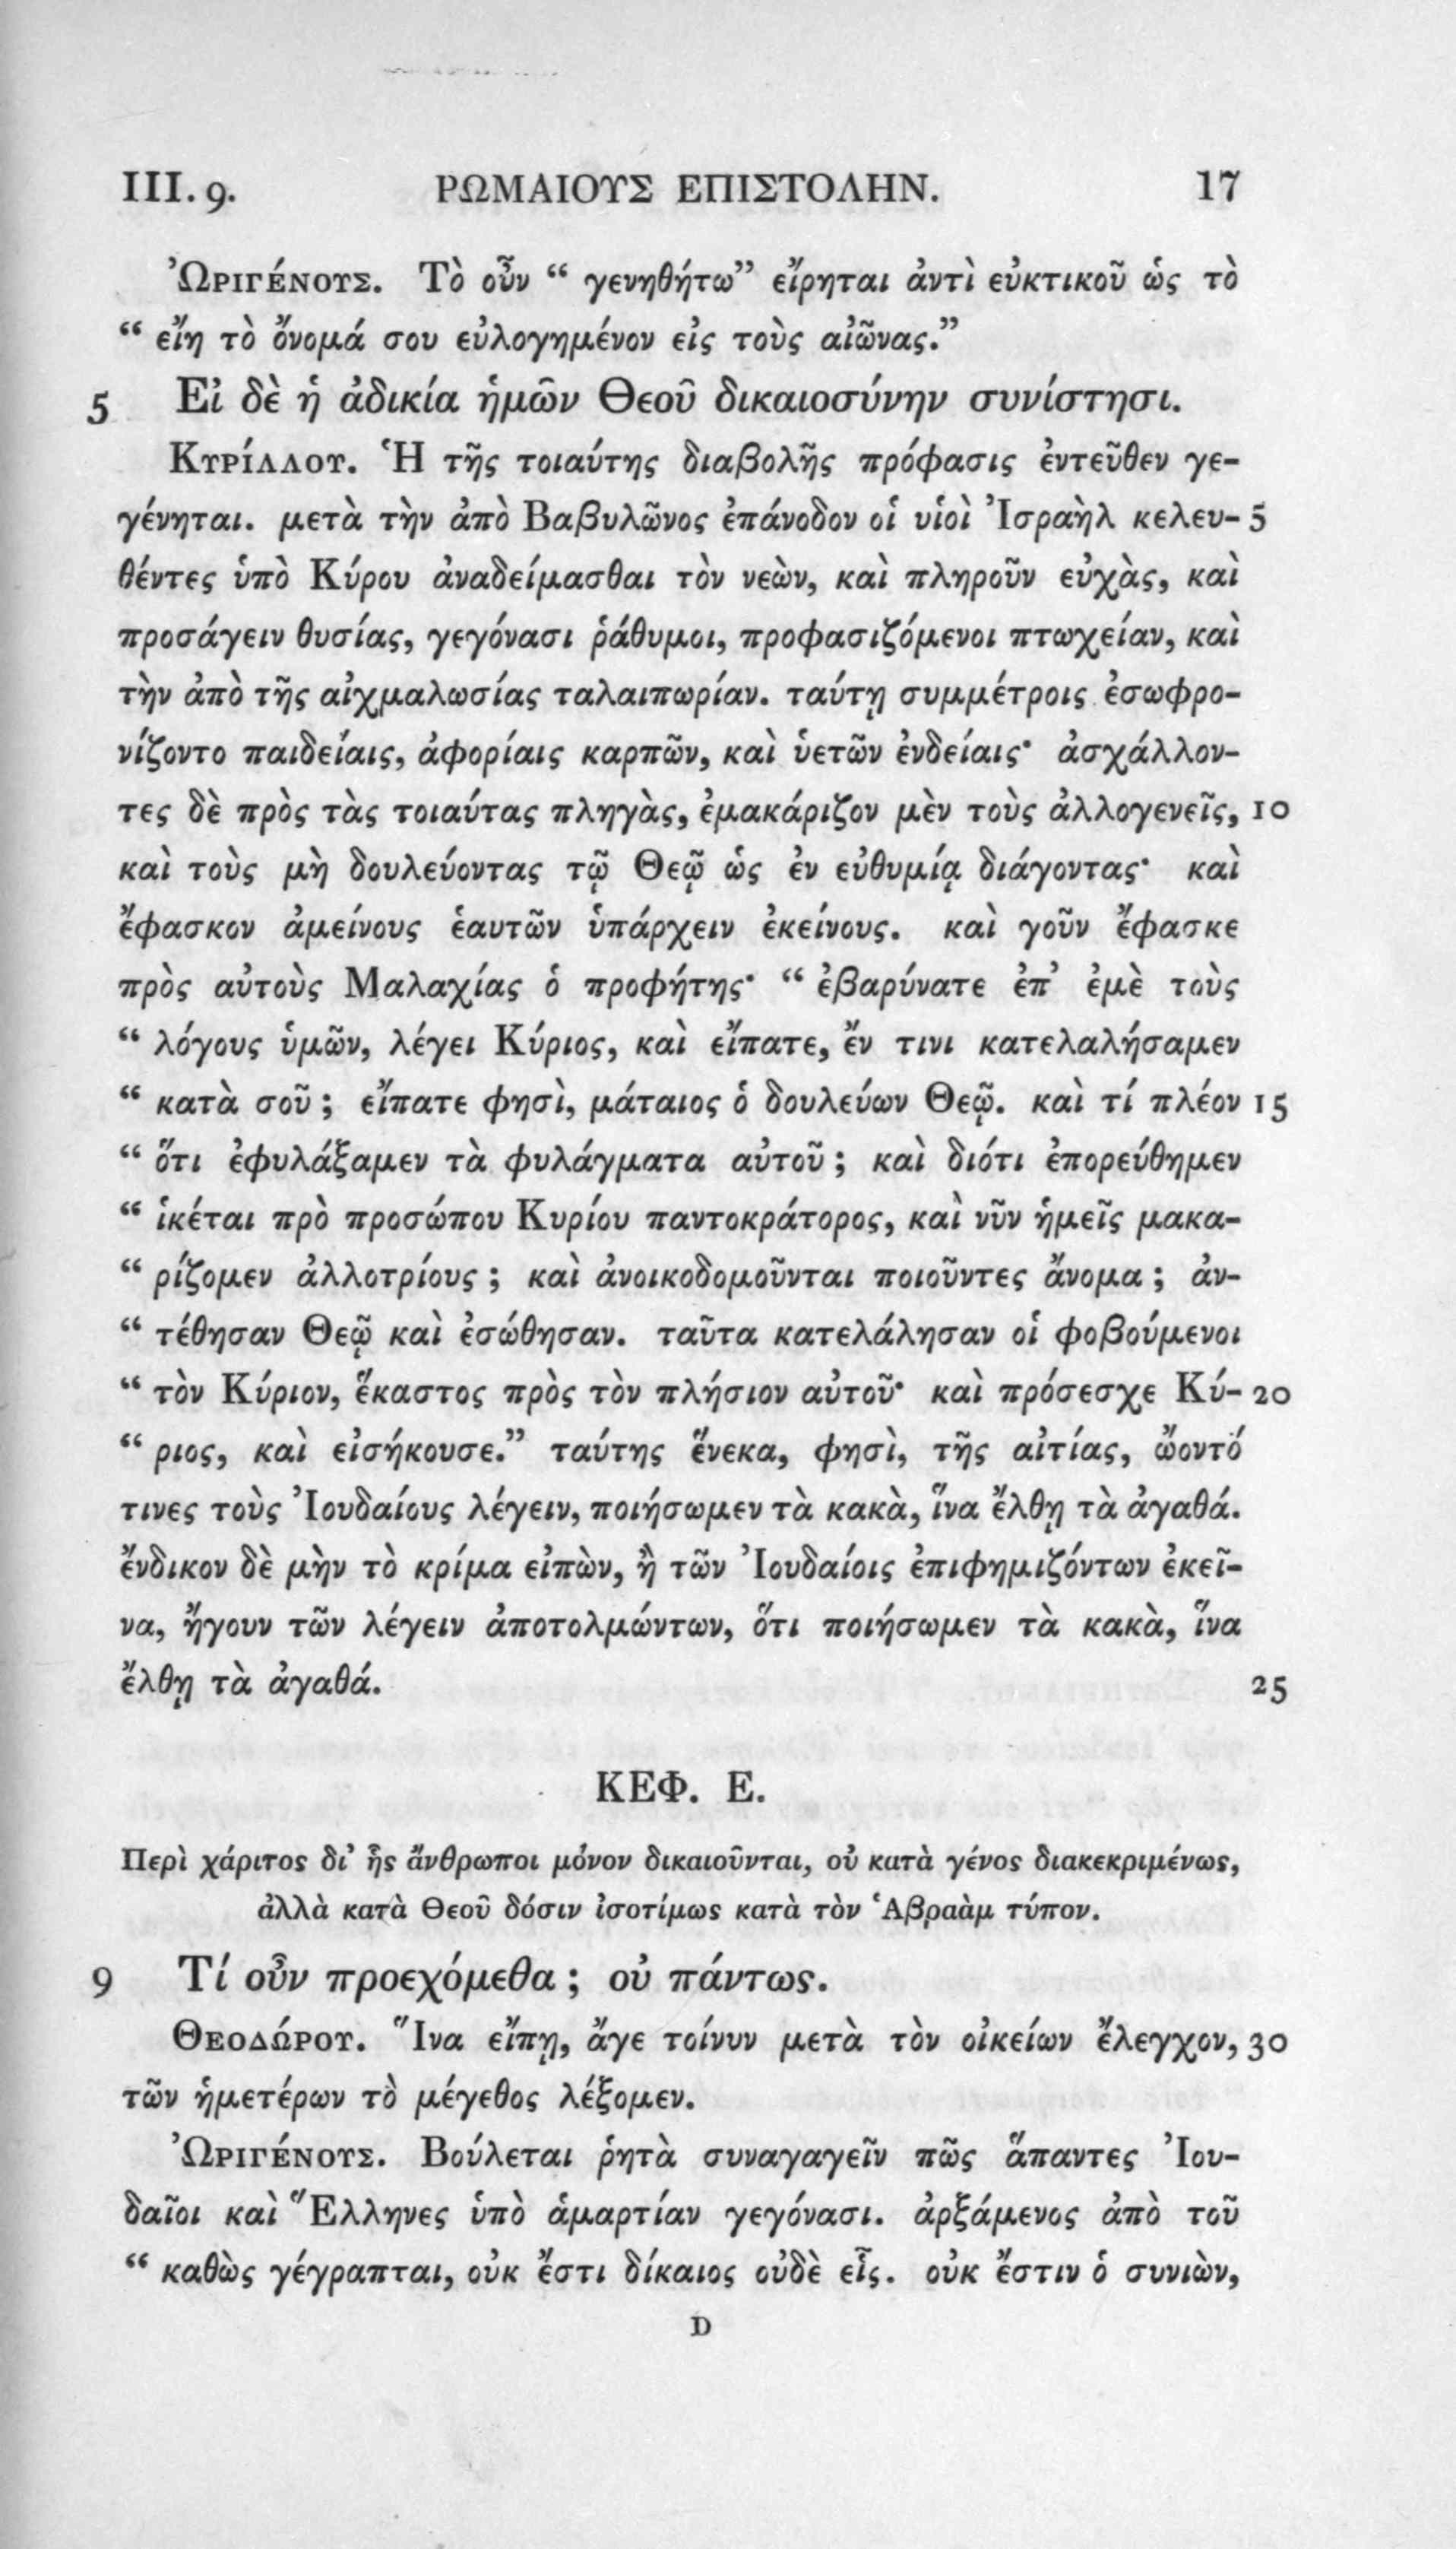 III. 9. ΡΩΜΑΙΟΥΣ ΕΠΙΣΤΟΛΗΝ. 17
ὨΡΙΓΈΝΟΥΣ. Τὸ οὖν “ γενηθήτω” εἴρηται ἀντὶ εὐκτικοῦ ὡς τὸ
“ εἴη τὸ ὄνομά σου εὐλογημένον εἰς τοὺς αἰῶνας.”
5 Εἰ δὲ ἡ ἀδικία ἡμῶν Θεοῦ δικαιοσύνην συνίστησι.
ΚΥΡΊΛΛΟΥ. Ἡ τῆς τοιαύτης διαβολῆς πρόφασις ἐντεῦθεν γε-
γένηται. μετὰ τὴν ἀπὸ Βαβυλῶνος ἐπάνοδον οἱ υἱοὶ Ἰσραὴλ κελευ- 5
θέντες ὑπὸ Κύρου ἀναδείμασθαι τὸν νεὼν, καὶ πληροῦν εὐχὰς, καὶ
προσάγειν θυσίας, γεγόνασι ῥάθυμοι, προφασιζόμενοι πτωχείαν, καὶ
τὴν ἀπὸ τῆς αἰχμαλωσίας ταλαιπωρίαν. ταύτῃ συμμέτροις ἐσωφρο-
νίζοντο παιδείαις, ἀφορίαις καρπῶν, καὶ ὑετῶν ἐνδείαις· ἀσχάλλον-
τες δὲ πρὸς τὰς τοιαύτας πληγὰς, ἐμακάριζον μὲν τοὺς ἀλλογενεῖς, 10
καὶ τοὺς μὴ δουλεύοντας τῷ Θεῷ ὡς ἐν εὐθυμίᾳ διάγοντας· καὶ
ἔφασκον ἀμείνους ἑαυτῶν ὑπάρχειν ἐκείνους. καὶ γοῦν ἔφασκε
πρὸς αὐτοὺς Μαλαχίας ὁ προφήτης· “ ἐβαρύνατε ἐπ’ ἐμὲ τοὺς
“ λόγους ὑμῶν, λέγει Κύριος, καὶ εἴπατε, ἔν τινι κατελαλήσαμεν
“ κατὰ σοῦ ; εἴπατε φησὶ, μάταιος ὁ δουλεύων Θεῷ. καὶ τί πλέον 15
“ ὅτι ἐφυλάξαμεν τὰ φυλάγματα αὐτοῦ ; καὶ διότι ἐπορεύθημεν
“ ἱκέται πρὸ προσώπου Κυρίου παντοκράτορος, καὶ νῦν ἡμεῖς μακα-
“ ρίζομεν ἀλλοτρίους ; καὶ ἀνοικοδομοῦνται ποιοῦντες ἄνομα ; ἀν-
“ τέθησαν Θεῷ καὶ ἐσώθησαν. ταῦτα κατελάλησαν οἱ φοβούμενοι
“ τὸν Κύριον, ἕκαστος πρὸς τὸν πλήσιον αὐτοῦ· καὶ πρόσεσχε Κύ- 20
“ ριος, καὶ εἰσήκουσε.” ταύτης ἕνεκα, φησὶ, τῆς αἰτίας, ᾤοντό
τινες τοὺς Ἰουδαίους λέγειν, ποιήσωμεν τὰ κακὰ, ἵνα ἔλθῃ τὰ ἀγαθά.
ἔνδικον δὲ μὴν τὸ κρίμα εἰπὼν, ἢ τῶν Ἰουδαίοις ἐπιφημιζόντων ἐκεῖ-
να, ἤγουν τῶν λέγειν ἀποτολμώντων, ὅτι ποιήσωμεν τὰ κακὰ, ἵνα
ἔλθῃ τὰ ἀγαθά. 25
ΚΕΦ. Ε.
Περὶ χάριτος δι’ ἧς ἄνθρωποι μόνον δικαιοῦνται, οὐ κατὰ γένος διακεκριμένως,
ἀλλὰ κατὰ Θεοῦ δόσιν ἰσοτίμως κατὰ τὸν Ἁβραὰμ τύπον.
9 Τί οὖν προεχόμεθα ; οὐ πάντως.
ΘΕΟΔΏΡΟΥ. Ἵνα εἴπῃ, ἄγε τοίνυν μετὰ τὸν οἰκείων ἔλεγχον, 30
τῶν ἡμετέρων τὸ μέγεθος λέξομεν.
ὨΡΙΓΈΝΟΥΣ. Βούλεται ῥητὰ συναγαγεῖν πῶς ἅπαντες Ἰου-
δαῖοι καὶ Ἕλληνες ὑπὸ ἁμαρτίαν γεγόνασι. ἀρξάμενος ἀπὸ τοῦ
“ καθὼς γέγραπται, οὐκ ἔστι δίκαιος οὐδὲ εἷς. οὐκ ἔστιν ὁ συνιὼν,
D